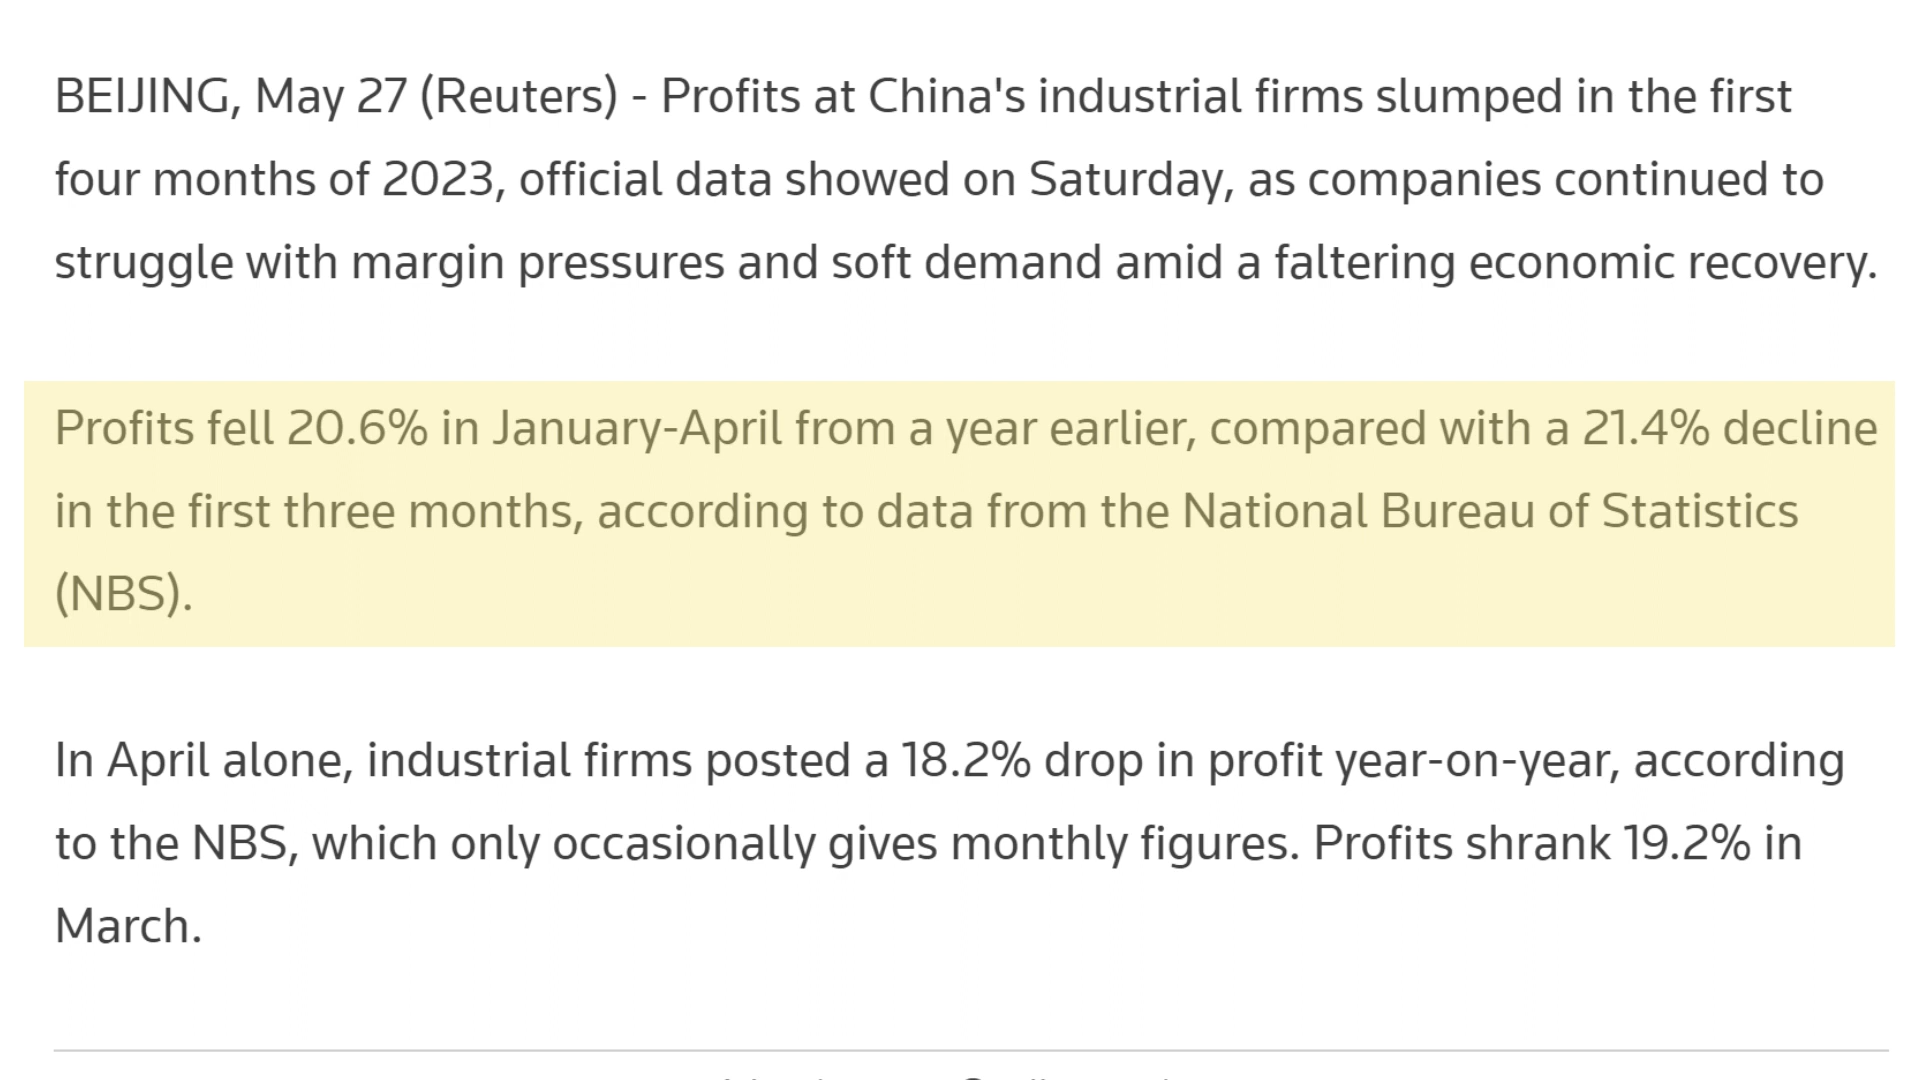 BEIJING, May 27 (Reuters) - Profits at China's industrial firms slumped in the first
four months of 2023, official data showed on Saturday, as companies continued to
struggle with margin pressures and soft demand amid a faltering economic recovery.
Profits fell 20.6% in January-April from a year earlier, compared with a 21.4% decline
in the first three months, according to data from the National Bureau of Statistics
(NBS).
In April alone, industrial firms posted a 18.2% drop in profit year-on-year, according
to the NBS, which only occasionally gives monthly figures. Profits shrank 19.2% in
March.